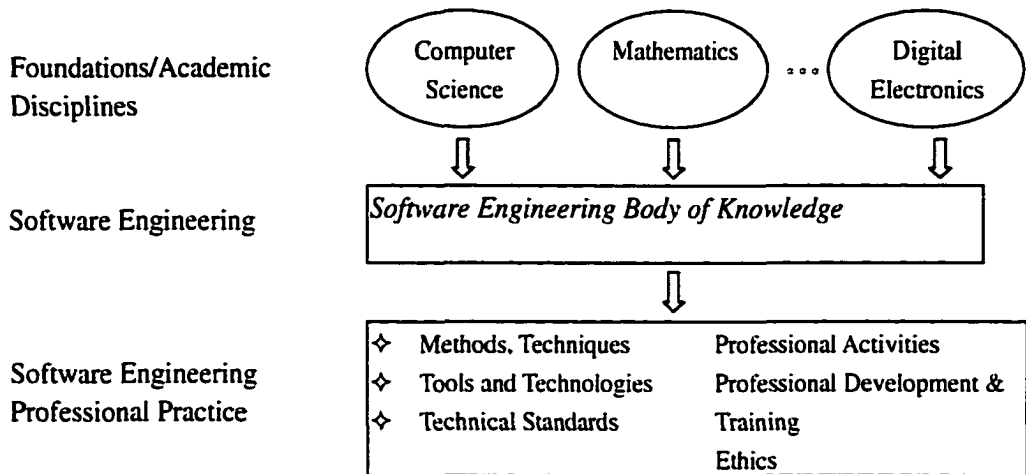 Foundations/Academic
Disciplines
Computer
Science
Mathematics
Digital
Electronics
Software Engineering
Software Engineering Body of Knowledge
Software Engineering
Professional Practice
Methods, Techniques
Tools and Technologies
Technical Standards
Professional Activities
Professional Development &
Training
Ethics